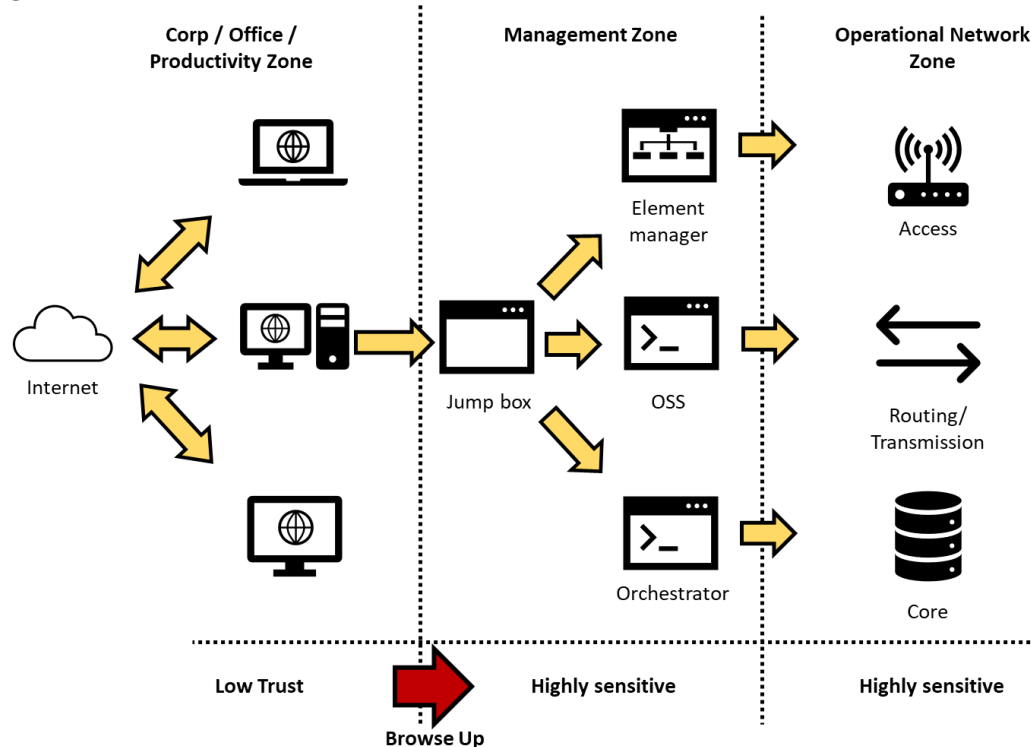 Corp / Office /
Productivity Zone
Management Zone
Operational Network
Zone
Element
manager
Access
Internet
Jump box
OSS
Routing/
Transmission
Orchestrator
Core
Low Trust
Highly sensitive
Highly sensitive
Browse Up